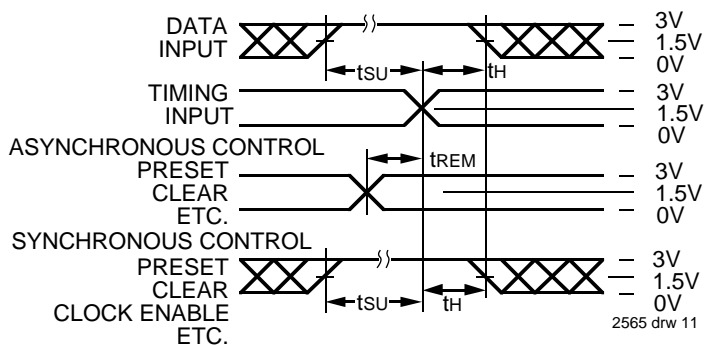 DATA
INPUT
3V
1.5V
0V
tSU
tH
TIMING
INPUT
3V
1.5V
0V
ASYNCHRONOUS CONTROL
PRESET
CLEAR
ETC.
tREM
3V
1.5V
0V
SYNCHRONOUS CONTROL
PRESET
CLEAR
CLOCK ENABLE
ETC.
tSU
tH
3V
1.5V
0V
2565 drw 11